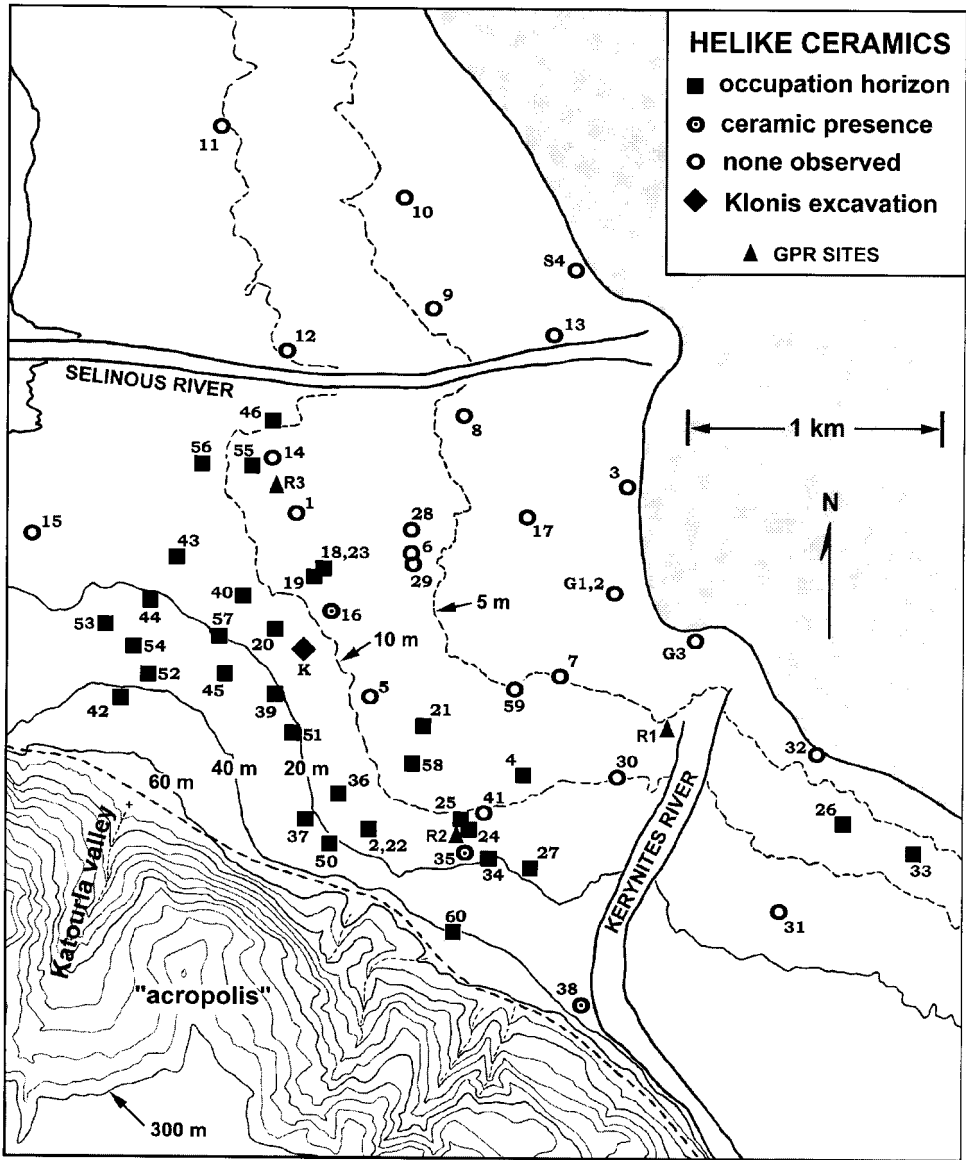 HELIKE CERAMICS
occupation horizon
ceramic presence
none observed
Klonis excavation
GPR SITES
11
10
S4
9
13
12
SELINOUS RIVER
46
8
1 km
56
55
14
R3
3
N
15
1
28
17
6
43
18,23
29
19
G1,2
40
16
5 m
44
53
57
20
10 m
G3
54
K
7
52
45
5
59
42
39
21
R1
51
32
58
4
30
60 m
40 m
20 m
36
26
25
41
37
R2
24
2,22
33
50
35
34
27
Katourla valley
KERYNITES RIVER
31
60
"acropolis"
38
300 m